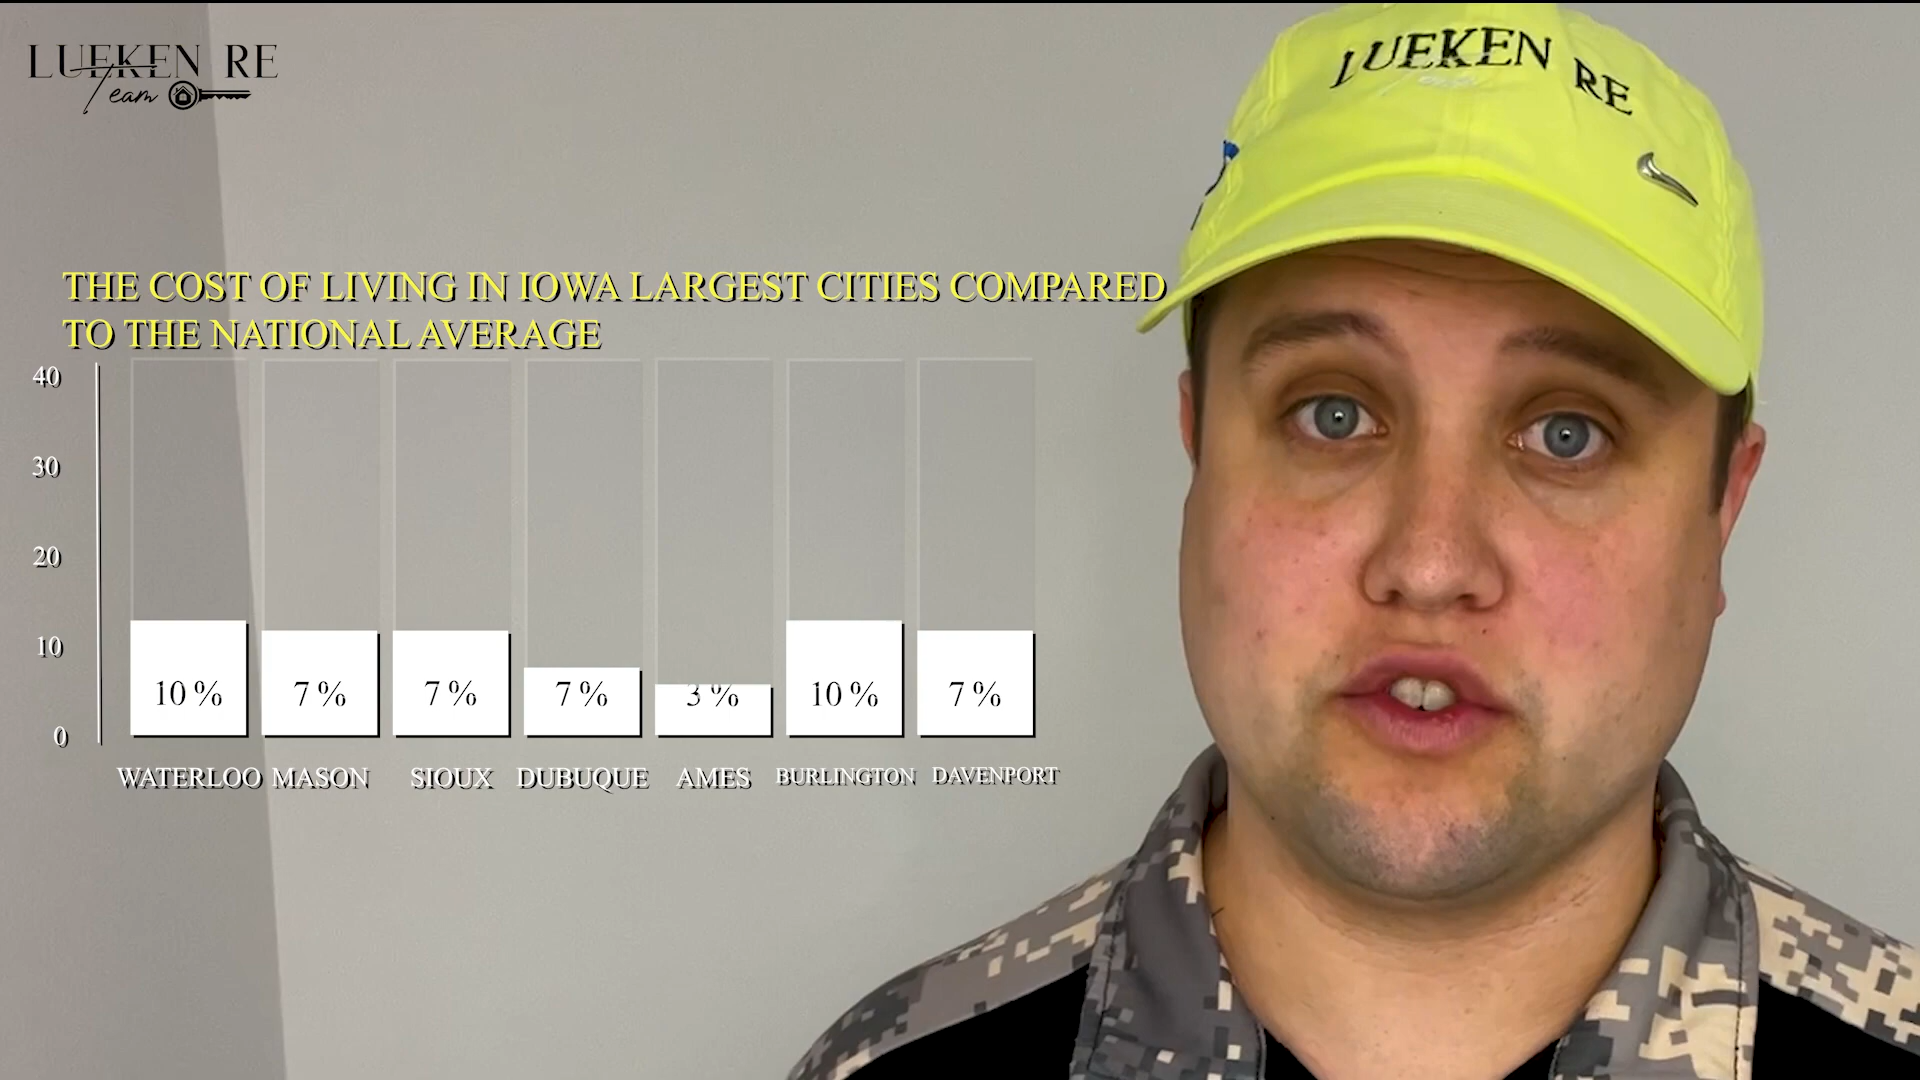 LUEKEN RE
Team
LUEKEN RE
THE COST OF LIVING IN IOWA LARGEST CITIES COMPARED
TO THE NATIONAL AVERAGE
40
30
20
10
0
10 %
7 %
7 %
7 %
3 %
10 %
7 %
WATERLOO
MASON
SIOUX
DUBUQUE
AMES
BURLINGTON
DAVENPORT